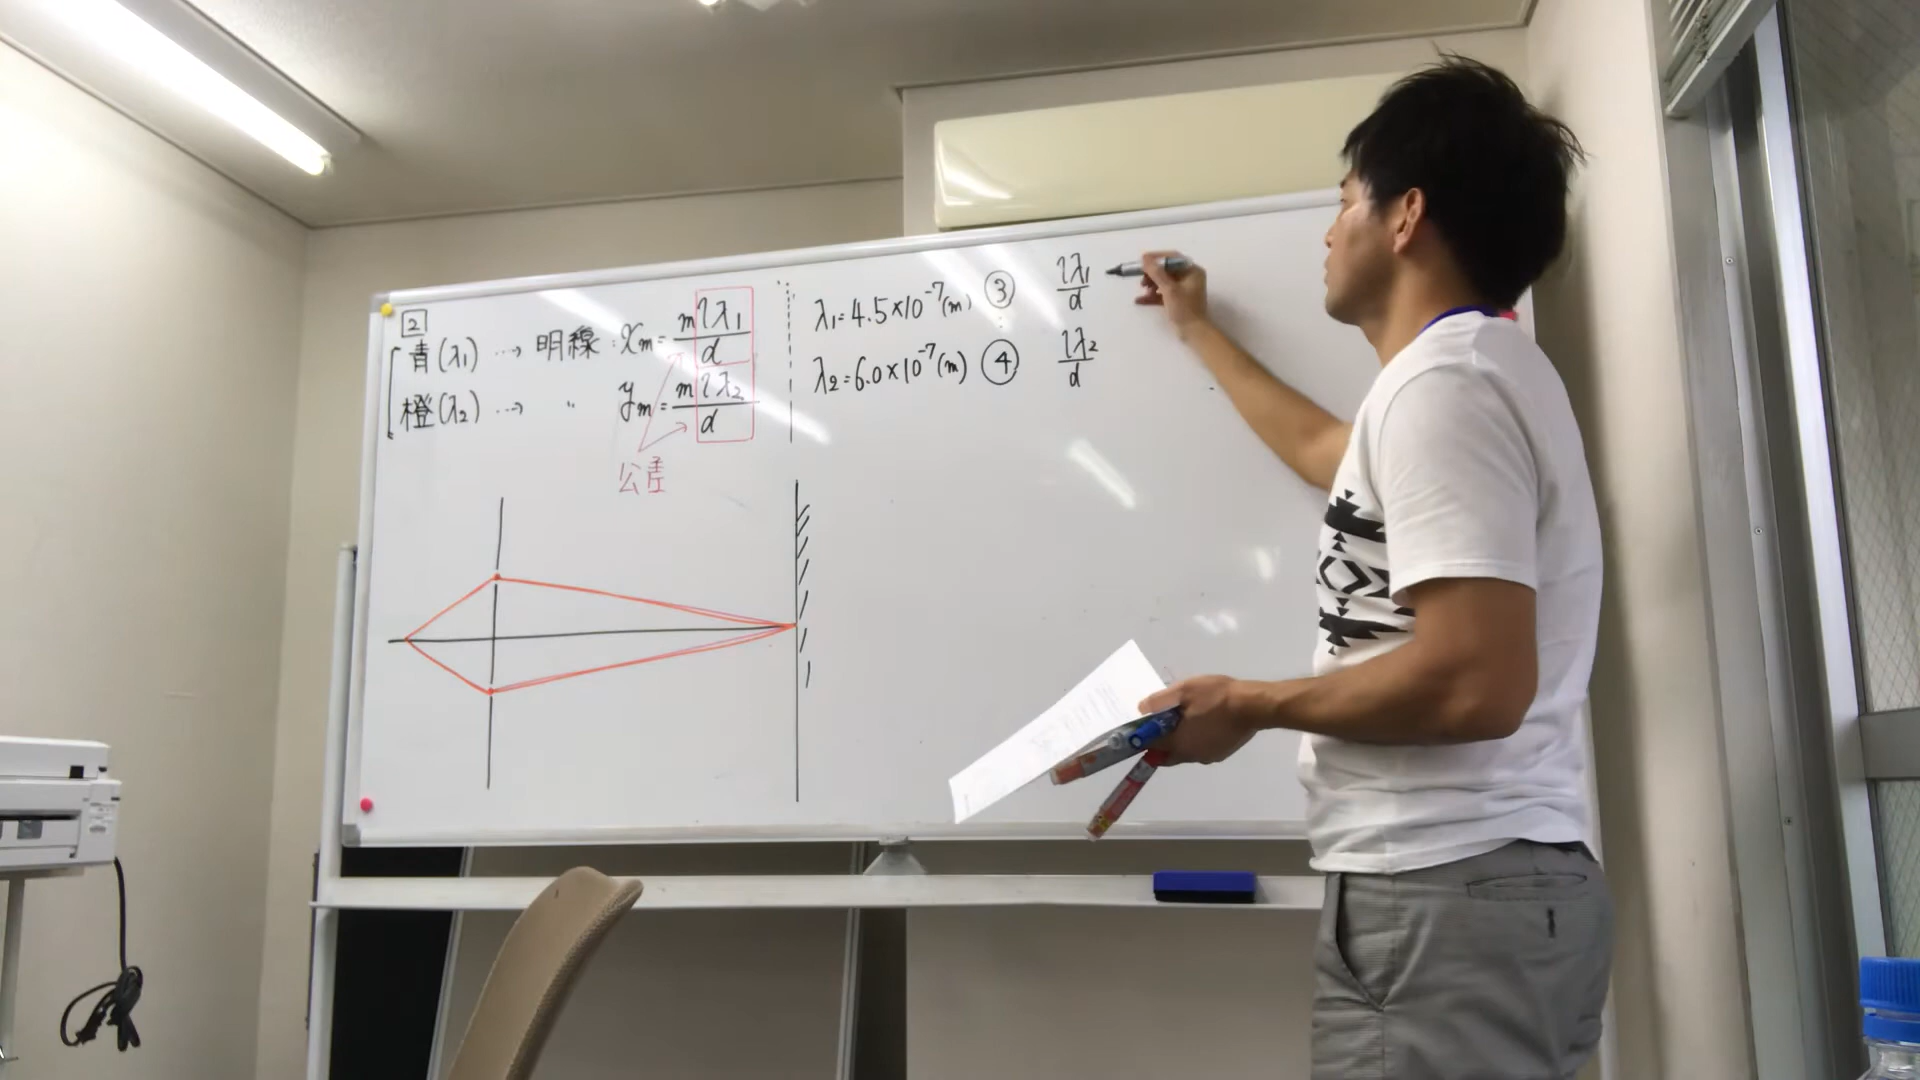 2
青(λ1) …→ 明線: xm = mlλ1/d
橙(λ2) …→ 〃 ym = mlλ2/d
公差
λ1=4.5×10^-7(m) ③ lλ1/d
:
λ2=6.0×10^-7(m) ④ lλ2/d